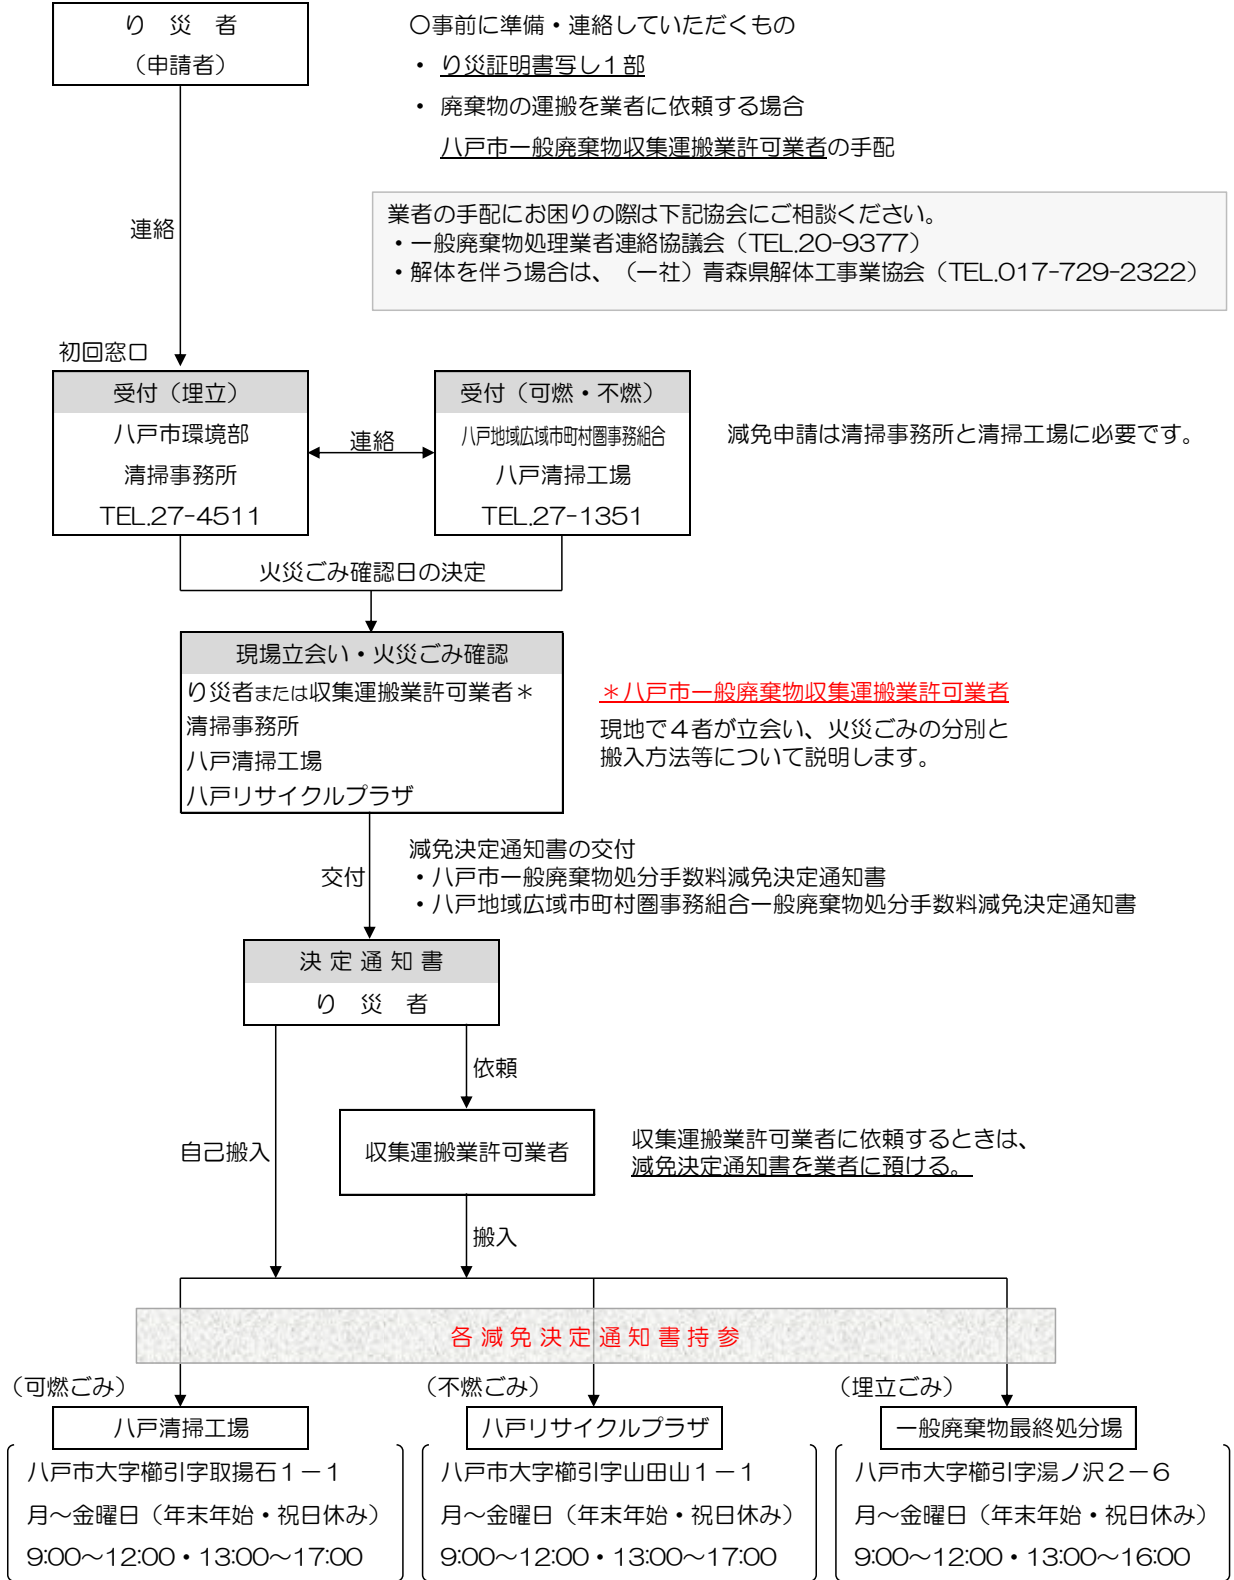 り 災 者
（申請者）
〇事前に準備・連絡していただくもの
・ り災証明書写し１部
・ 廃棄物の運搬を業者に依頼する場合
八戸市一般廃棄物収集運搬業許可業者の手配
業者の手配にお困りの際は下記協会にご相談ください。
・一般廃棄物処理業者連絡協議会（TEL.20-9377）
・解体を伴う場合は、（一社）青森県解体工事業協会（TEL.017-729-2322）
連絡
初回窓口
受付（埋立）
八戸市環境部
清掃事務所
TEL.27-4511
連絡
受付（可燃・不燃）
八戸地域広域市町村圏事務組合
八戸清掃工場
TEL.27-1351
減免申請は清掃事務所と清掃工場に必要です。
火災ごみ確認日の決定
現場立会い・火災ごみ確認
り災者または収集運搬業許可業者＊
清掃事務所
八戸清掃工場
八戸リサイクルプラザ
＊八戸市一般廃棄物収集運搬業許可業者
現地で４者が立会い、火災ごみの分別と
搬入方法等について説明します。
交付
減免決定通知書の交付
・八戸市一般廃棄物処分手数料減免決定通知書
・八戸地域広域市町村圏事務組合一般廃棄物処分手数料減免決定通知書
決 定 通 知 書
り 災 者
依頼
自己搬入
収集運搬業許可業者
収集運搬業許可業者に依頼するときは、
減免決定通知書を業者に預ける。
搬入
各 減 免 決 定 通 知 書 持 参
（可燃ごみ）
八戸清掃工場
八戸市大字櫛引字取揚石１－１
月～金曜日（年末年始・祝日休み）
9:00～12:00・13:00～17:00
（不燃ごみ）
八戸リサイクルプラザ
八戸市大字櫛引字山田山１－１
月～金曜日（年末年始・祝日休み）
9:00～12:00・13:00～17:00
（埋立ごみ）
一般廃棄物最終処分場
八戸市大字櫛引字湯ノ沢２－６
月～金曜日（年末年始・祝日休み）
9:00～12:00・13:00～16:00